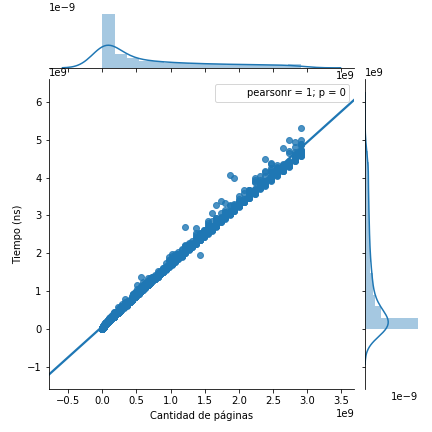 1e−9
1e9
1e9
1e9
pearsonr = 1; p = 0
6
5
4
3
2
1
0
−1
Tiempo (ns)
−0.5 0.0 0.5 1.0 1.5 2.0 2.5 3.0 3.5
1e−9
Cantidad de páginas
1e9